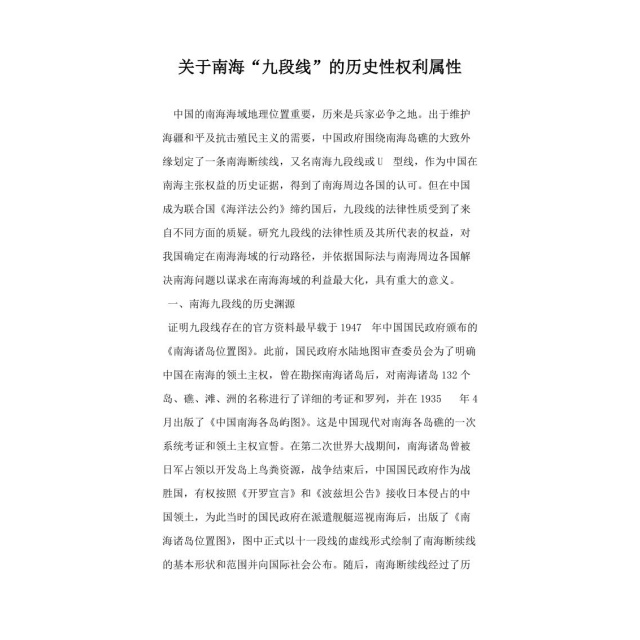 关于南海“九段线”的历史性权利属性
中国的南海海域地理位置重要，历来是兵家必争之地。出于维护
海疆和平及抗击殖民主义的需要，中国政府围绕南海岛礁的大致外
缘划定了一条南海断续线，又名南海九段线或U 型线，作为中国在
南海主张权益的历史证据，得到了南海周边各国的认可。但在中国
成为联合国《海洋法公约》缔约国后，九段线的法律性质受到了来
自不同方面的质疑。研究九段线的法律性质及其所代表的权益，对
我国确定在南海海域的行动路径，并依据国际法与南海周边各国解
决南海问题以谋求在南海海域的利益最大化，具有重大的意义。
一、南海九段线的历史渊源
证明九段线存在的官方资料最早载于1947 年中国国民政府颁布的
《南海诸岛位置图》。此前，国民政府水陆地图审查委员会为了明确
中国在南海的领土主权，曾在勘探南海诸岛后，对南海诸岛132个
岛、礁、滩、洲的名称进行了详细的考证和罗列，并在1935 年4
月出版了《中国南海各岛屿图》。这是中国现代对南海各岛礁的一次
系统考证和领土主权宣誓。在第二次世界大战期间，南海诸岛曾被
日军占领以开发岛上鸟粪资源，战争结束后，中国国民政府作为战
胜国，有权按照《开罗宣言》和《波兹坦公告》接收日本侵占的中
国领土，为此当时的国民政府在派遣舰艇巡视南海后，出版了《南
海诸岛位置图》，图中正式以十一段线的虚线形式绘制了南海断续线
的基本形状和范围并向国际社会公布。随后，南海断续线经过了历